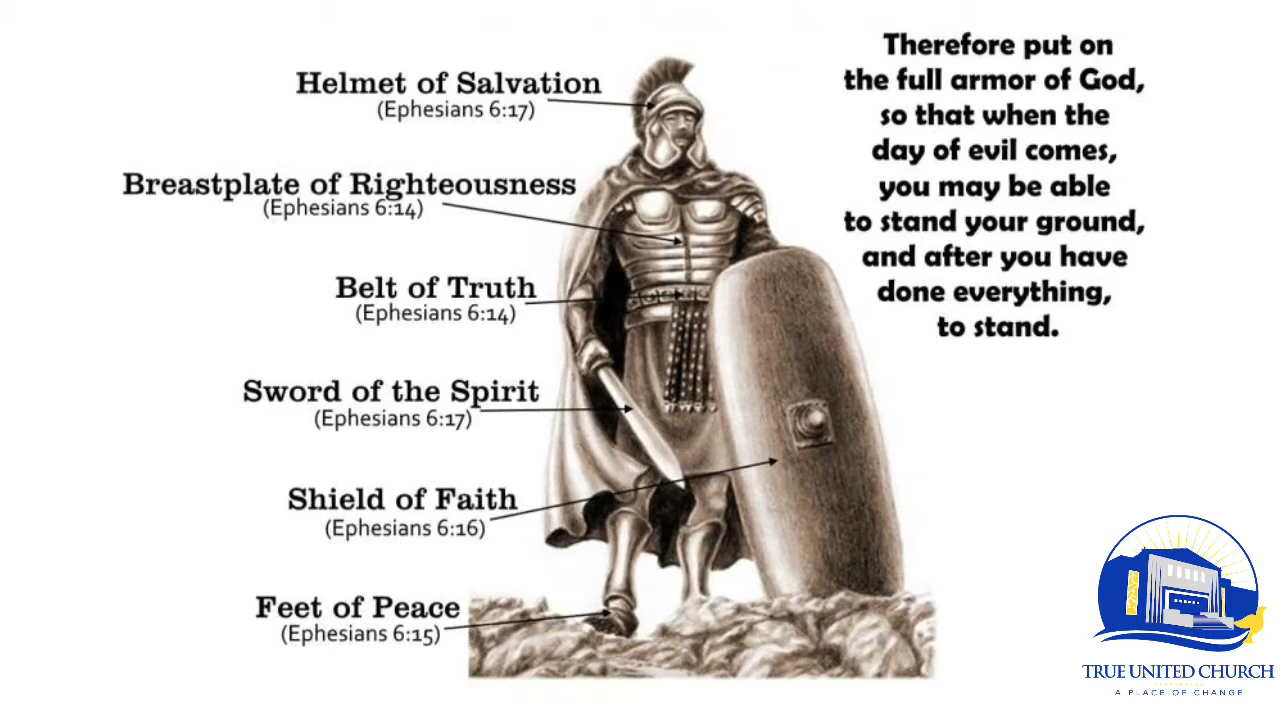 Helmet of Salvation
(Ephesians 6:17)
Breastplate of Righteousness
(Ephesians 6:14)
Belt of Truth
(Ephesians 6:14)
Sword of the Spirit
(Ephesians 6:17)
Shield of Faith
(Ephesians 6:16)
Feet of Peace
(Ephesians 6:15)
Therefore put on
the full armor of God,
so that when the
day of evil comes,
you may be able
to stand your ground,
and after you have
done everything,
to stand.
TRUE UNITED CHURCH
A PLACE OF CHANGE